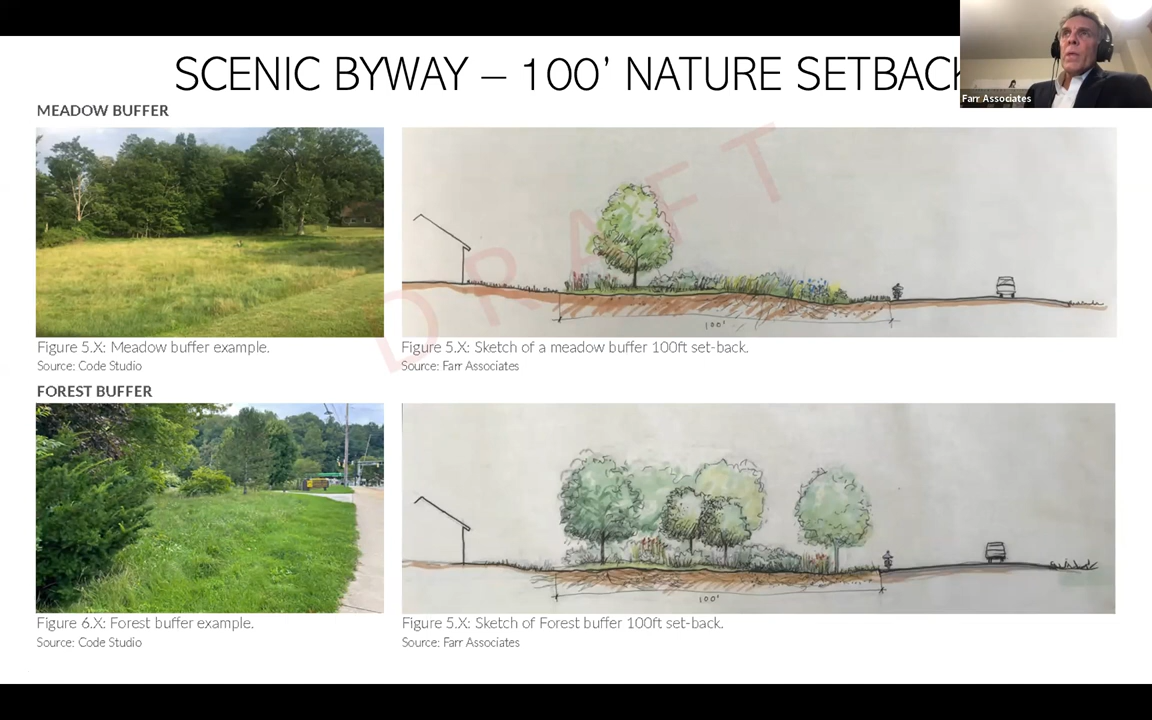 SCENIC BYWAY – 100’ NATURE SETBACK
Farr Associates
MEADOW BUFFER
DRAFT
100'
Figure 5.X: Meadow buffer example.
Source: Code Studio
Figure 5.X: Sketch of a meadow buffer 100ft set-back.
Source: Farr Associates
FOREST BUFFER
100'
Figure 6.X: Forest buffer example.
Source: Code Studio
Figure 5.X: Sketch of Forest buffer 100ft set-back.
Source: Farr Associates